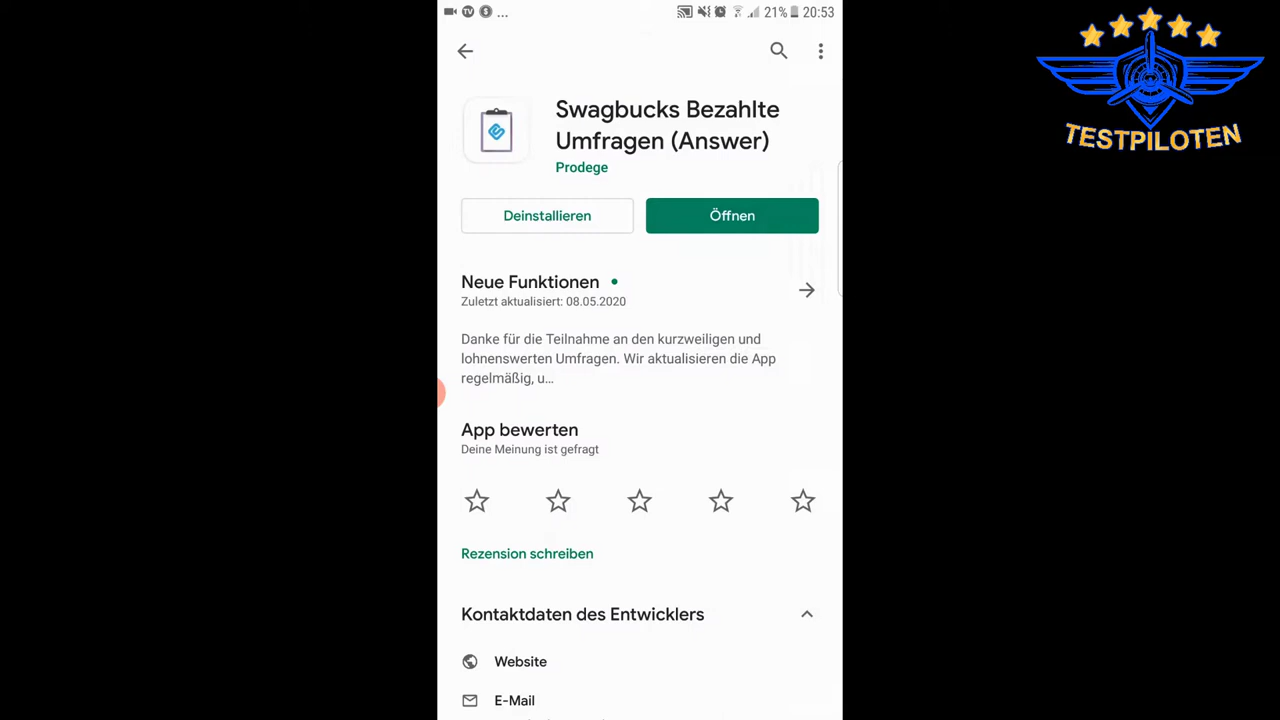 ... 21% 20:53
TESTPILOTEN
Swagbucks Bezahlte
Umfragen (Answer)
Prodege
Deinstallieren
Öffnen
Neue Funktionen
Zuletzt aktualisiert: 08.05.2020
Danke für die Teilnahme an den kurzweiligen und
lohnenswerten Umfragen. Wir aktualisieren die App
regelmäßig, u...
App bewerten
Deine Meinung ist gefragt
Rezension schreiben
Kontaktdaten des Entwicklers
Website
E-Mail